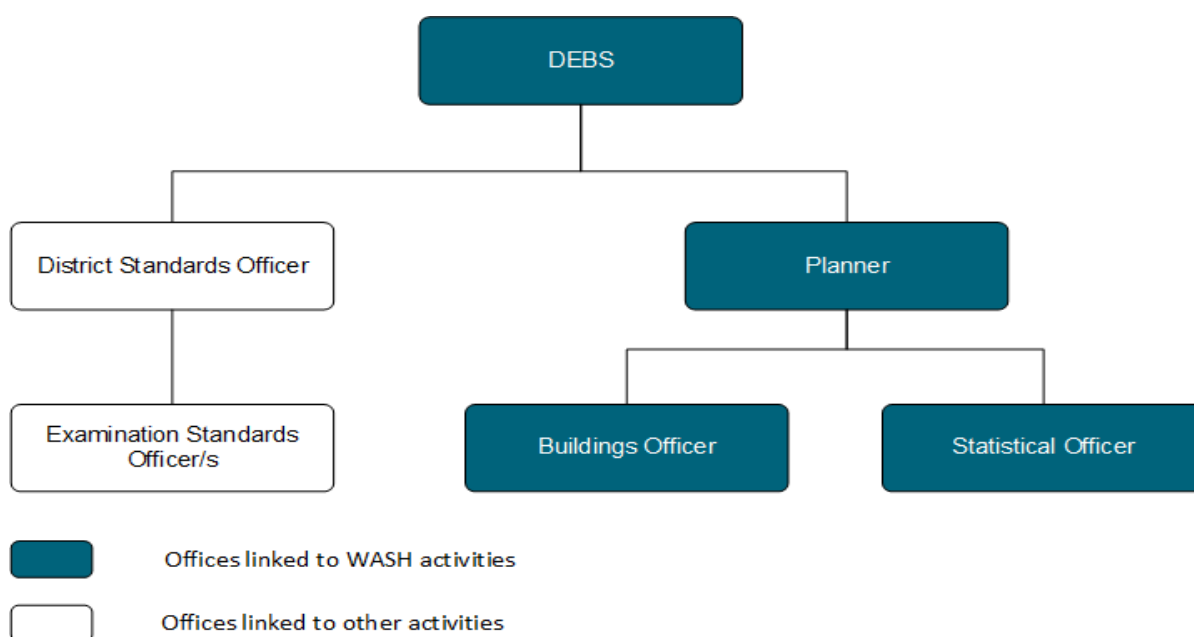 DEBS
District Standards Officer
Planner
Examination Standards
Officer/s
Buildings Officer
Statistical Officer
Offices linked to WASH activities
Offices linked to other activities